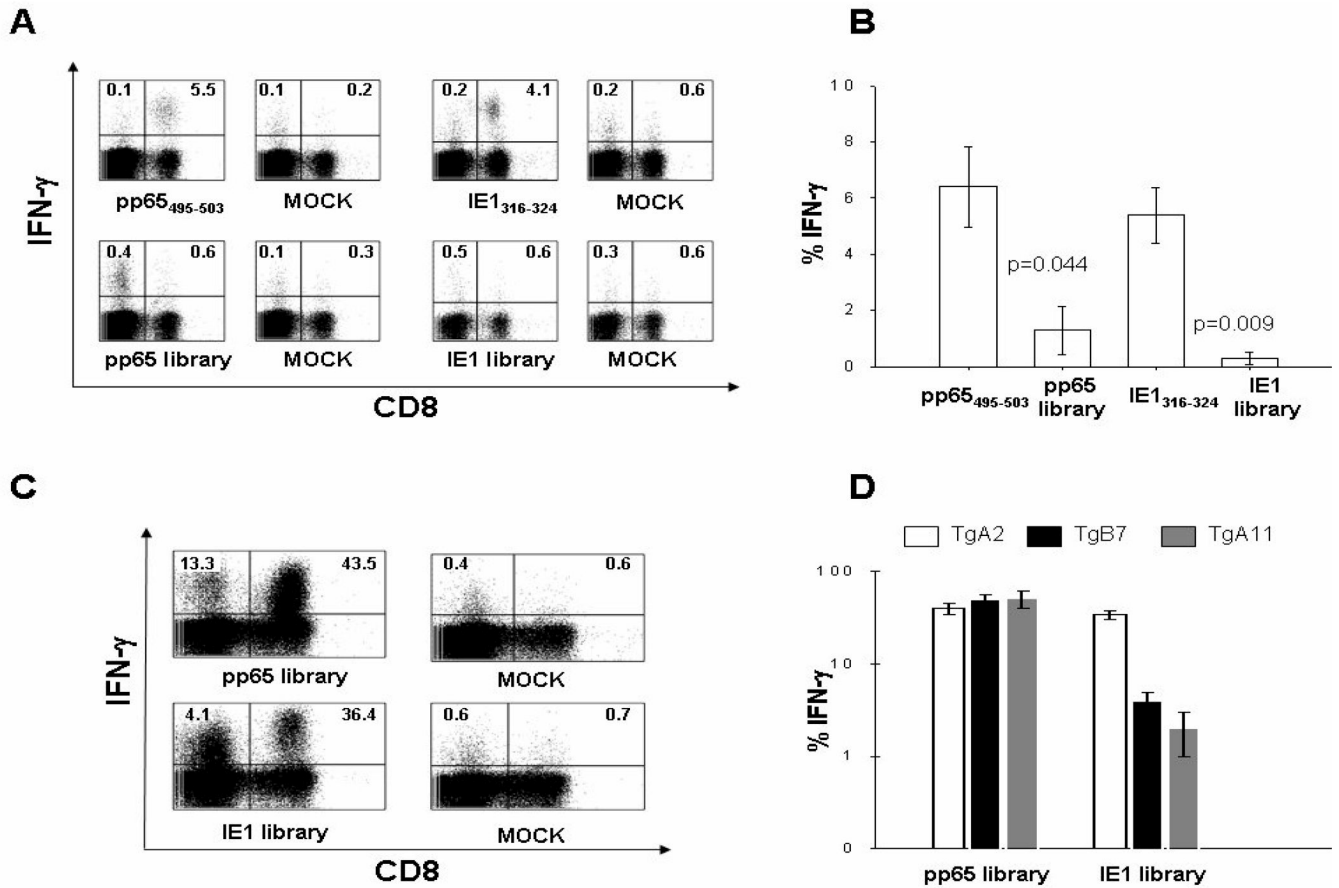 A
IFN-γ
0.1 5.5
0.1 0.2
0.2 4.1
0.2 0.6
pp65495-503 MOCK IE1316-324 MOCK
0.4 0.6
0.1 0.3
0.5 0.6
0.3 0.6
pp65 library MOCK IE1 library MOCK
CD8
B
% IFN-γ
10
8
6
4
2
0
p=0.044
p=0.009
pp65495-503
pp65
library
IE1316-324
IE1
library
C
IFN-γ
13.3 43.5
0.4 0.6
pp65 library MOCK
4.1 36.4
0.6 0.7
IE1 library MOCK
CD8
D
TgA2 TgB7 TgA11
% IFN-γ
100
10
1
0
pp65 library IE1 library